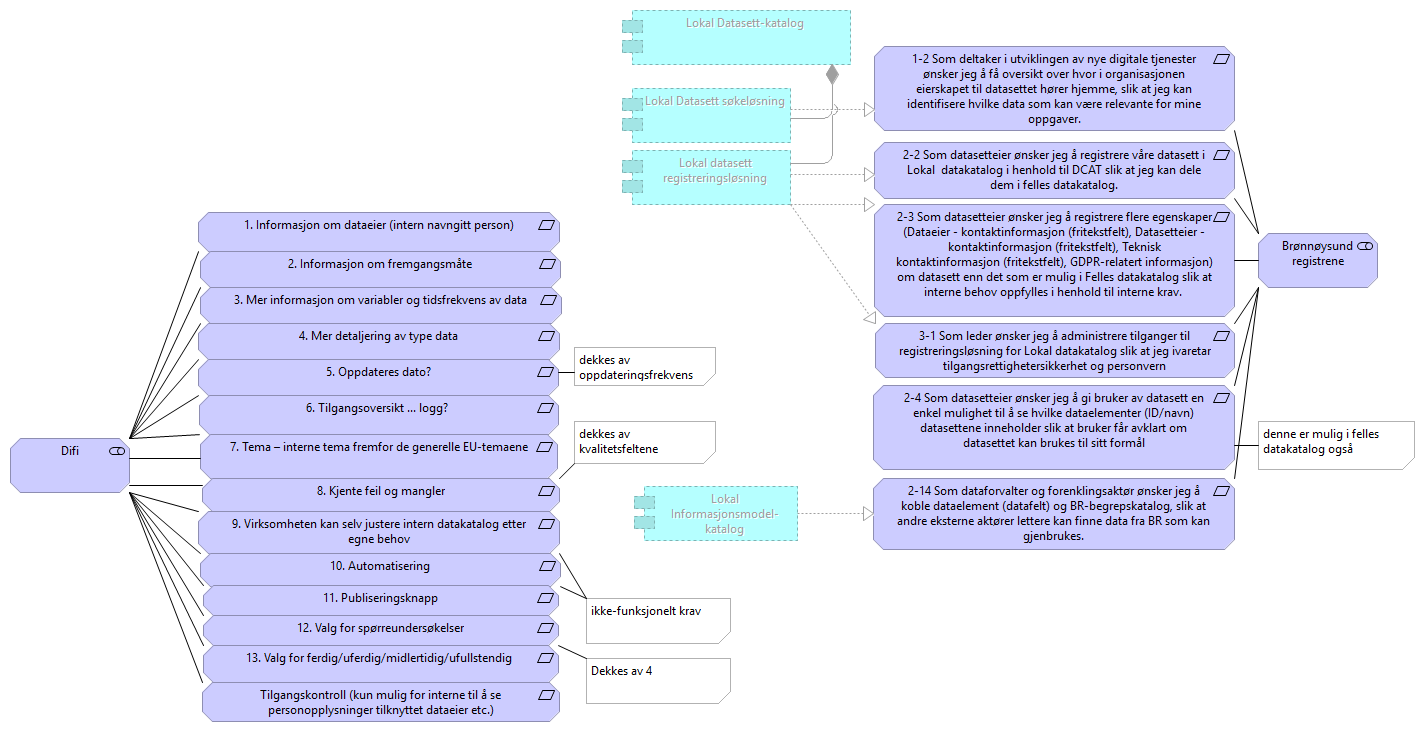 Lokal Datasett-katalog
Lokal Datasett søkeløsning
Lokal datasett
registreringsløsning
1-2 Som deltaker i utviklingen av nye digitale tjenester
ønsker jeg å få oversikt over hvor i organisasjonen
eierskapet til datasettet hører hjemme, slik at jeg kan
identifisere hvilke data som kan være relevante for mine
oppgaver.
2-2 Som datasetteier ønsker jeg å registrere våre datasett i
Lokal  datakatalog i henhold til DCAT slik at jeg kan dele
dem i felles datakatalog.
2-3 Som datasetteier ønsker jeg å registrere flere egenskaper
(Dataeier - kontaktinformasjon (fritekstfelt), Datasetteier -
kontaktinformasjon (fritekstfelt), Teknisk
kontaktinformasjon (fritekstfelt), GDPR-relatert informasjon)
om datasett enn det som er mulig i Felles datakatalog slik at
interne behov oppfylles i henhold til interne krav.
Brønnøysund
registrene
3-1 Som leder ønsker jeg å administrere tilganger til
registreringsløsning for Lokal datakatalog slik at jeg ivaretar
tilgangsrettighetersikkerhet og personvern
2-4 Som datasetteier ønsker jeg å gi bruker av datasett en
enkel mulighet til å se hvilke dataelementer (ID/navn)
datasettene inneholder slik at bruker får avklart om
datasettet kan brukes til sitt formål
denne er mulig i felles
datakatalog også
Lokal
Informasjonsmodel-
katalog
2-14 Som dataforvalter og forenklingsaktør ønsker jeg å
koble dataelement (datafelt) og BR-begrepskatalog, slik at
andre eksterne aktører lettere kan finne data fra BR som kan
gjenbrukes.
Difi
1. Informasjon om dataeier (intern navngitt person)
2. Informasjon om fremgangsmåte
3. Mer informasjon om variabler og tidsfrekvens av data
4. Mer detaljering av type data
5. Oppdateres dato?
dekkes av
oppdateringsfrekvens
6. Tilgangsoversikt ... logg?
7. Tema – interne tema fremfor de generelle EU-temaene
dekkes av
kvalitetsfeltene
8. Kjente feil og mangler
9. Virksomheten kan selv justere intern datakatalog etter
egne behov
10. Automatisering
11. Publiseringsknapp
ikke-funksjonelt krav
12. Valg for spørreundersøkelser
13. Valg for ferdig/uferdig/midlertidig/ufullstendig
Dekkes av 4
Tilgangskontroll (kun mulig for interne til å se
personopplysninger tilknyttet dataeier etc.)